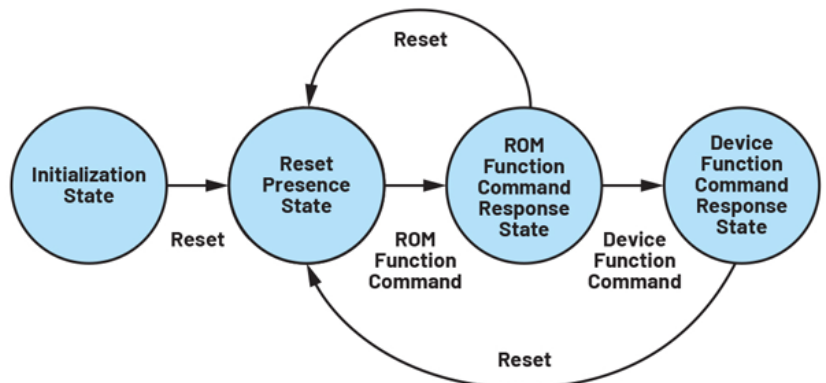 Reset
Initialization
State
Reset
Presence
State
ROM
Function
Command
Response
State
Device
Function
Command
Response
State
Reset
ROM
Function
Command
Device
Function
Command
Reset